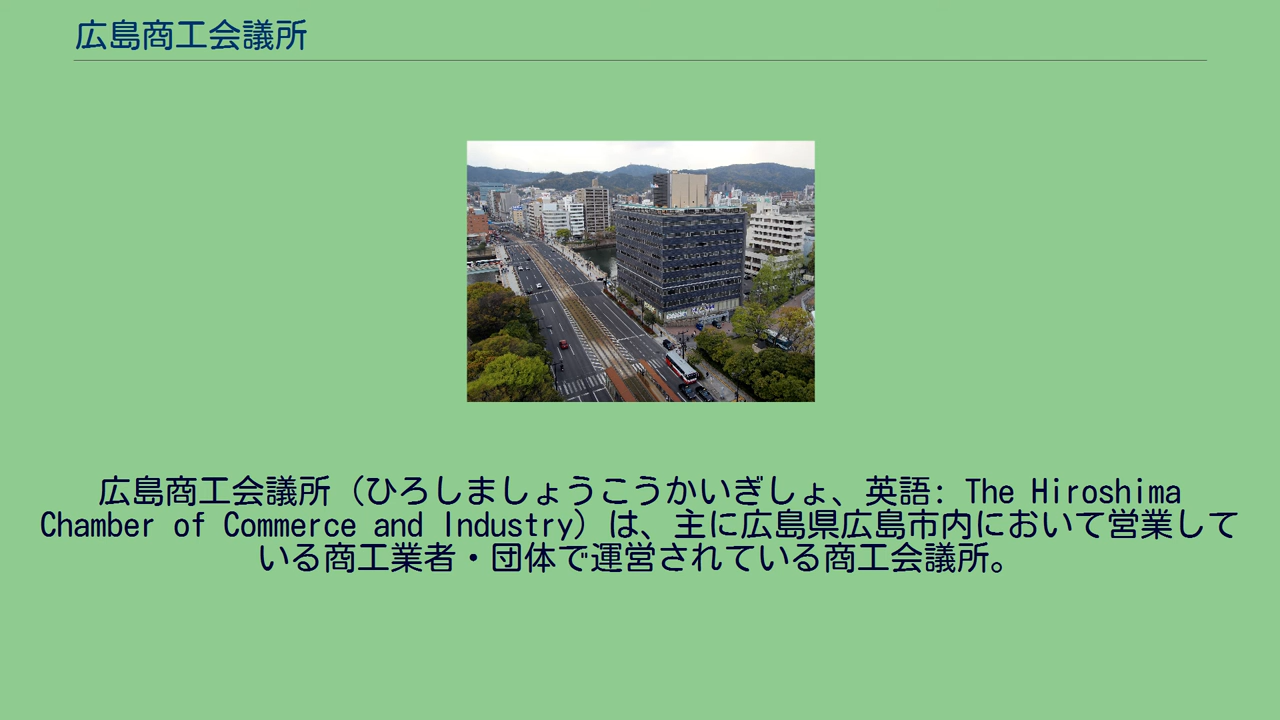 広島商工会議所
広島商工会議所（ひろしましょうこうかいぎしょ、英語: The Hiroshima
Chamber of Commerce and Industry）は、主に広島県広島市内において営業して
いる商工業者・団体で運営されている商工会議所。